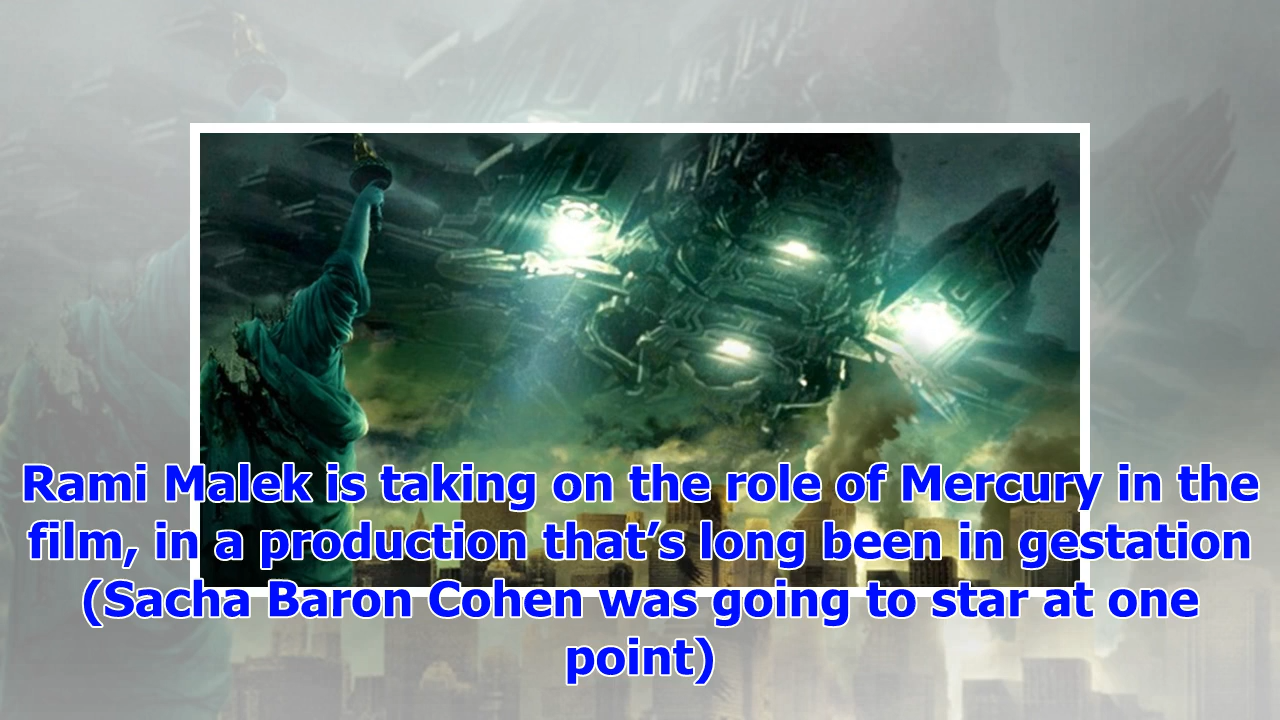 Rami Malek is taking on the role of Mercury in the
film, in a production that’s long been in gestation
(Sacha Baron Cohen was going to star at one
point)